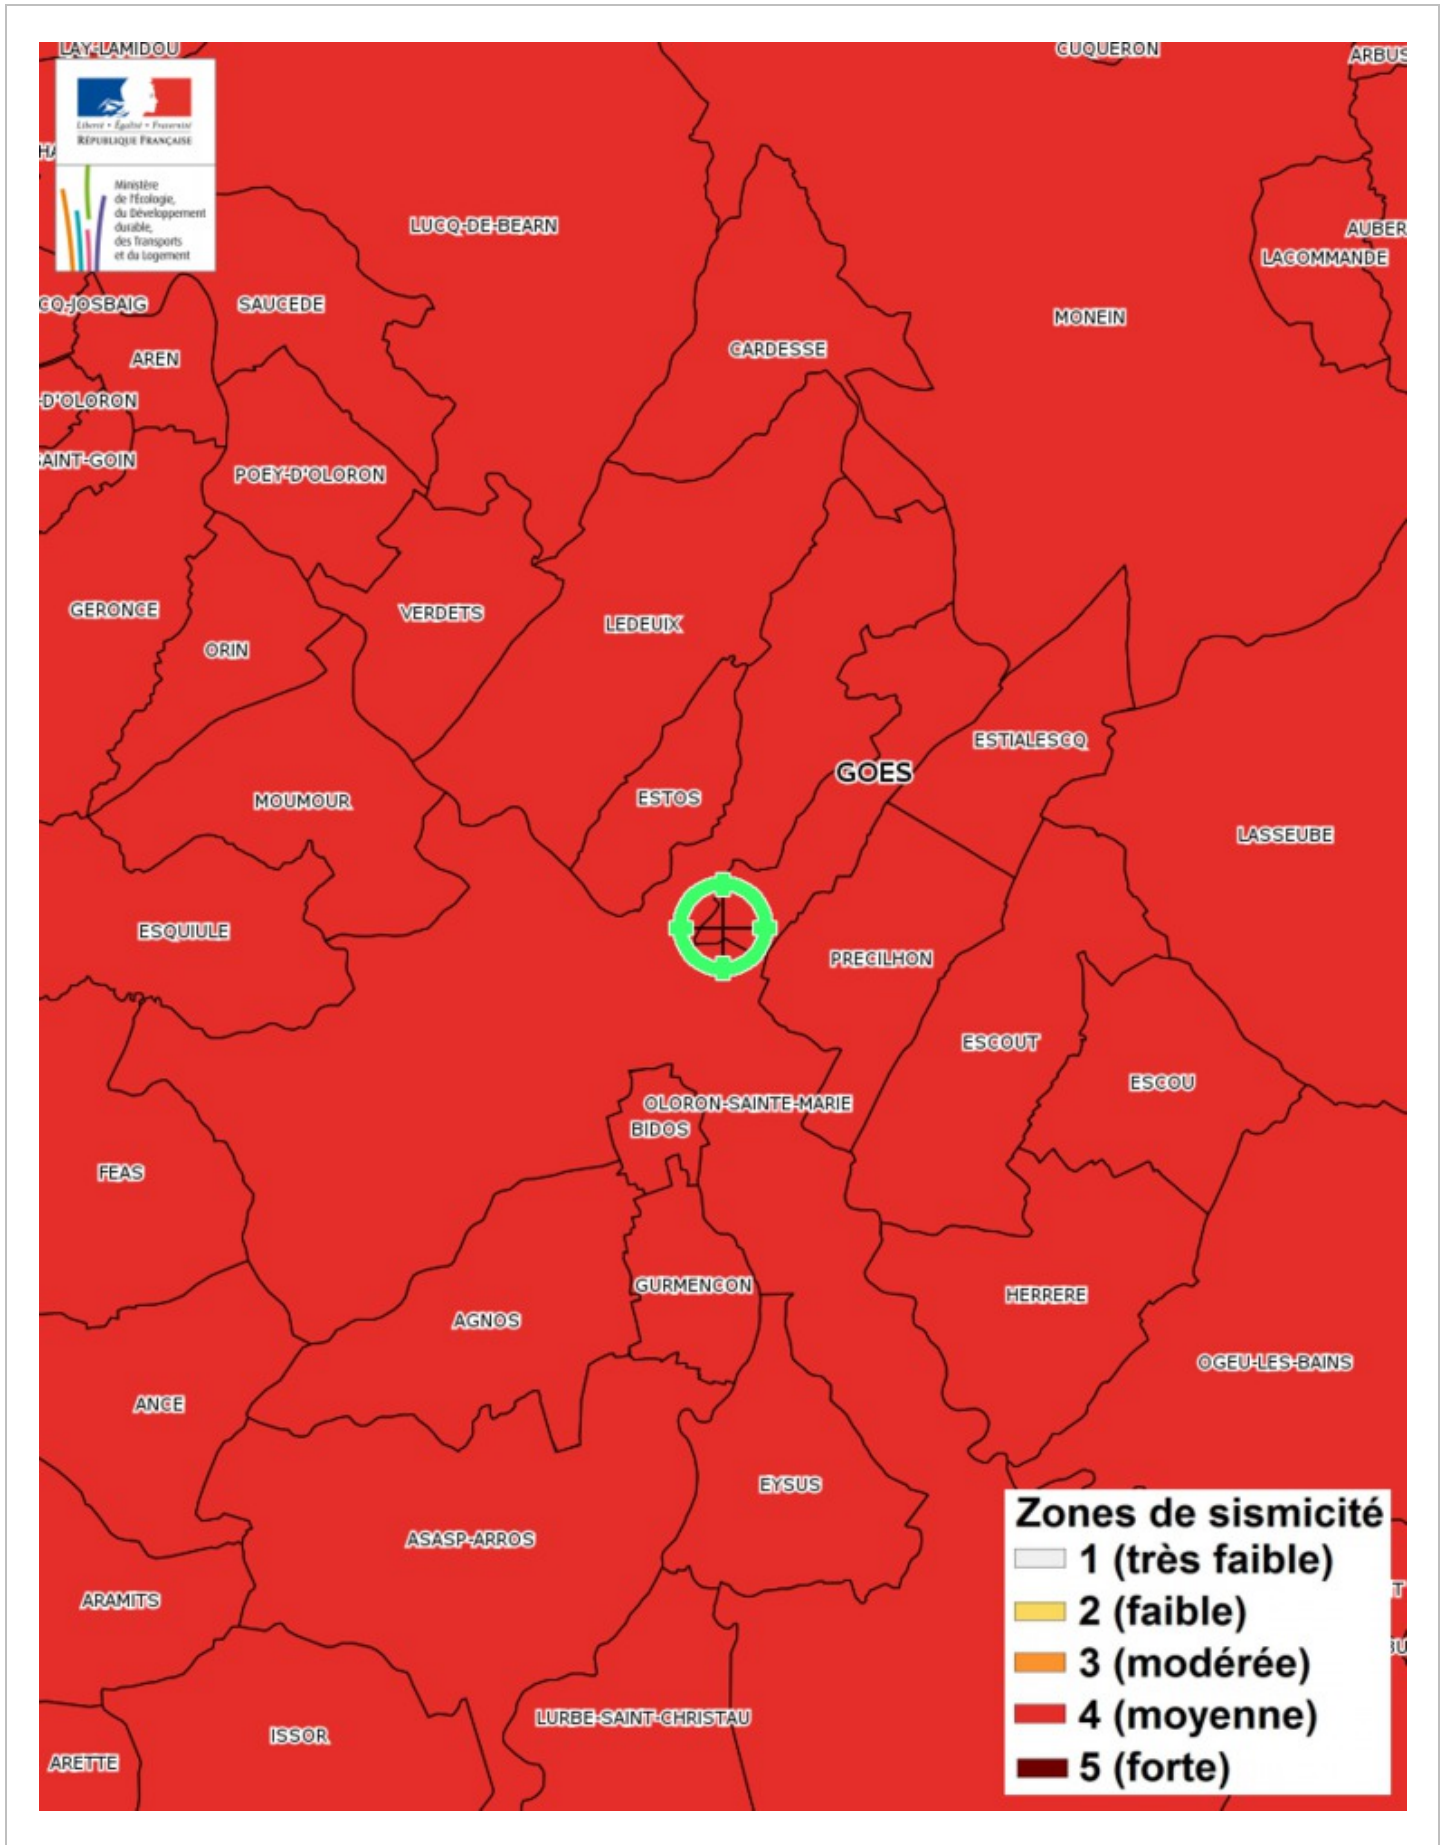 LAY-LAMIDOU
CUQUERON
ARBUS
Liberté • Égalité • Fraternité
RÉPUBLIQUE FRANÇAISE
Ministère
de l'Écologie,
du Développement
durable,
des Transports
et du Logement
LUCQ-DE-BEARN
AUBER
LACOMMANDE
CQ-JOSBAIG
SAUCEDE
MONEIN
CARDESSE
AREN
-D'OLORON
SAINT-GOIN
POEY-D'OLORON
GERONCE
VERDETS
LEDEUIX
ORIN
ESTIALESCQ
GOES
ESTOS
MOUMOUR
LASSEUBE
ESQUIULE
PRECILHON
ESCOUT
ESCOU
OLORON-SAINTE-MARIE
BIDOS
FEAS
GURMENCON
HERRERE
AGNOS
OGEU-LES-BAINS
ANCE
EYSUS
ASASP-ARROS
ARAMITS
LURBE-SAINT-CHRISTAU
ISSOR
ARETTE
Zones de sismicité
1 (très faible)
2 (faible)
3 (modérée)
4 (moyenne)
5 (forte)